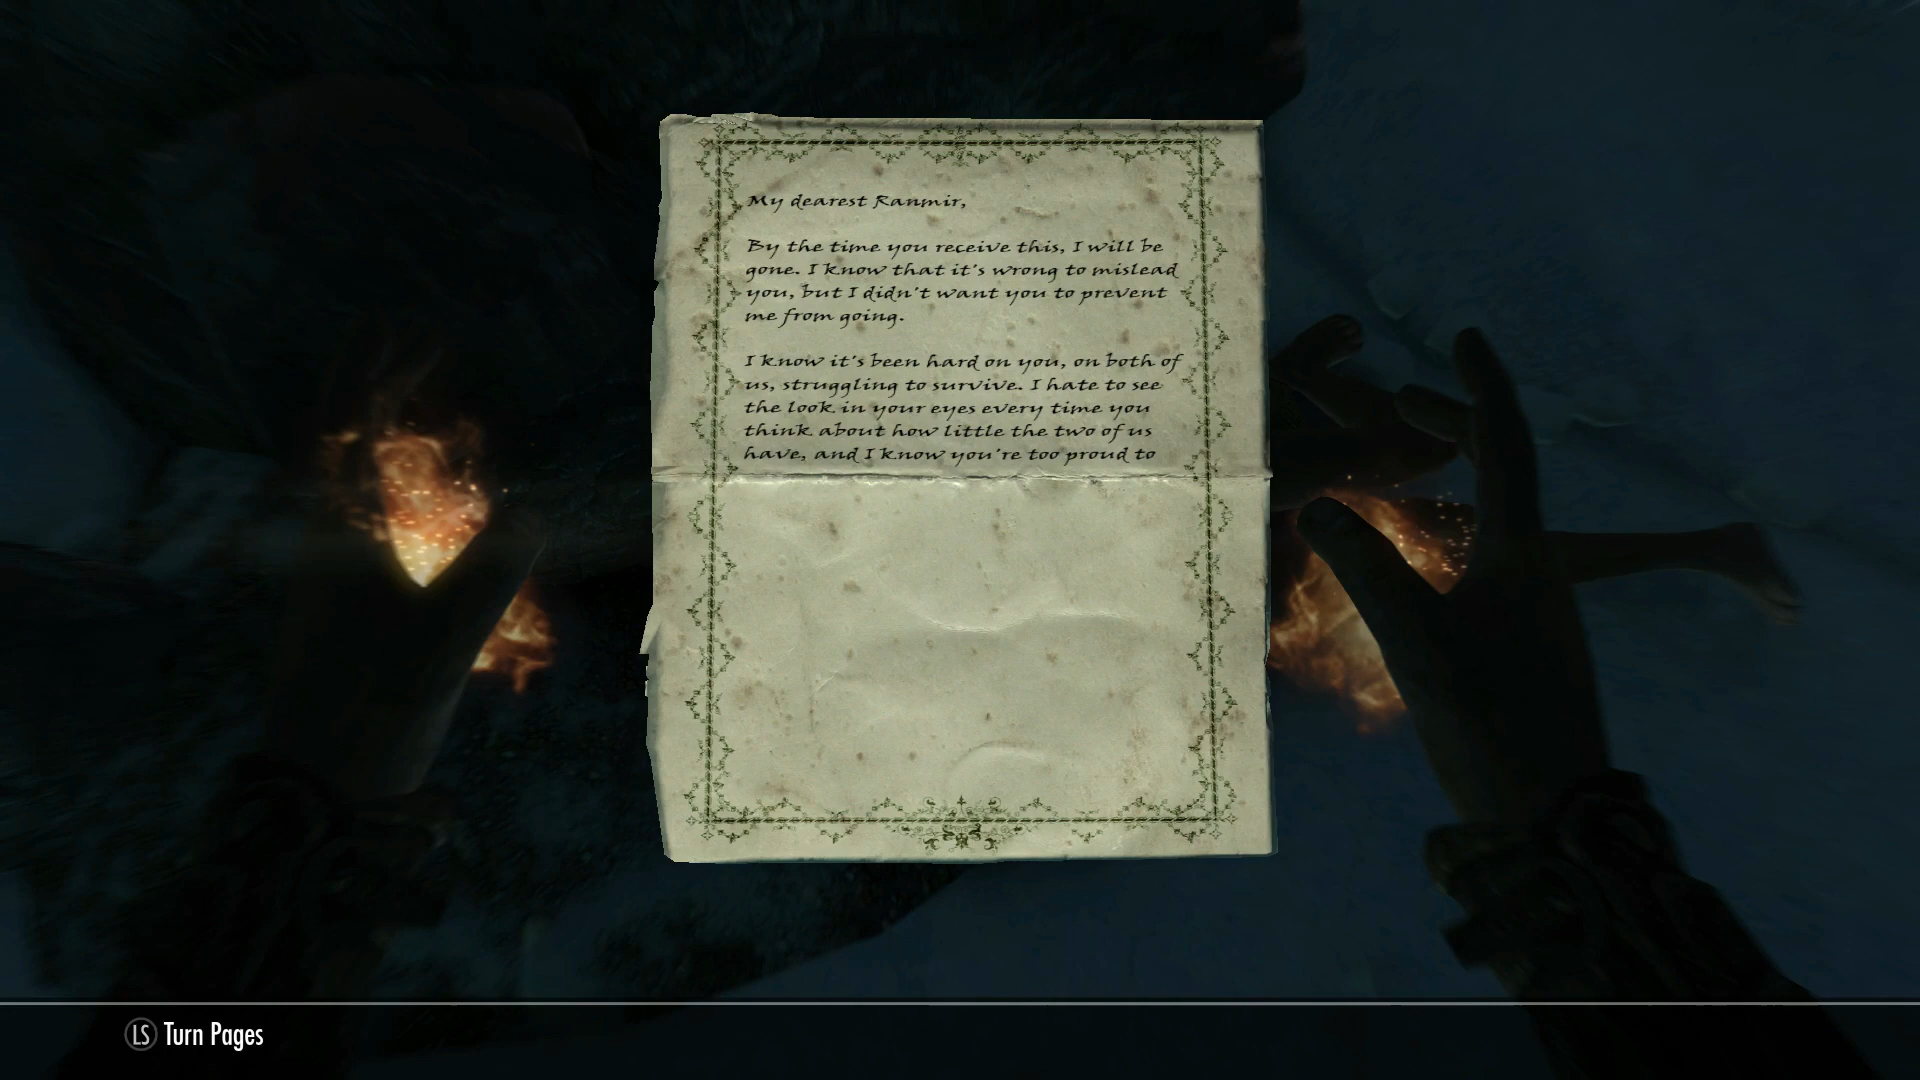 My dearest Ranmir,
By the time you receive this, I will be
gone. I know that it's wrong to mislead
you, but I didn't want you to prevent
me from going.
I know it's been hard on you, on both of
us, struggling to survive. I hate to see
the look in your eyes every time you
think about how little the two of us
have, and I know you're too proud to
LS Turn Pages